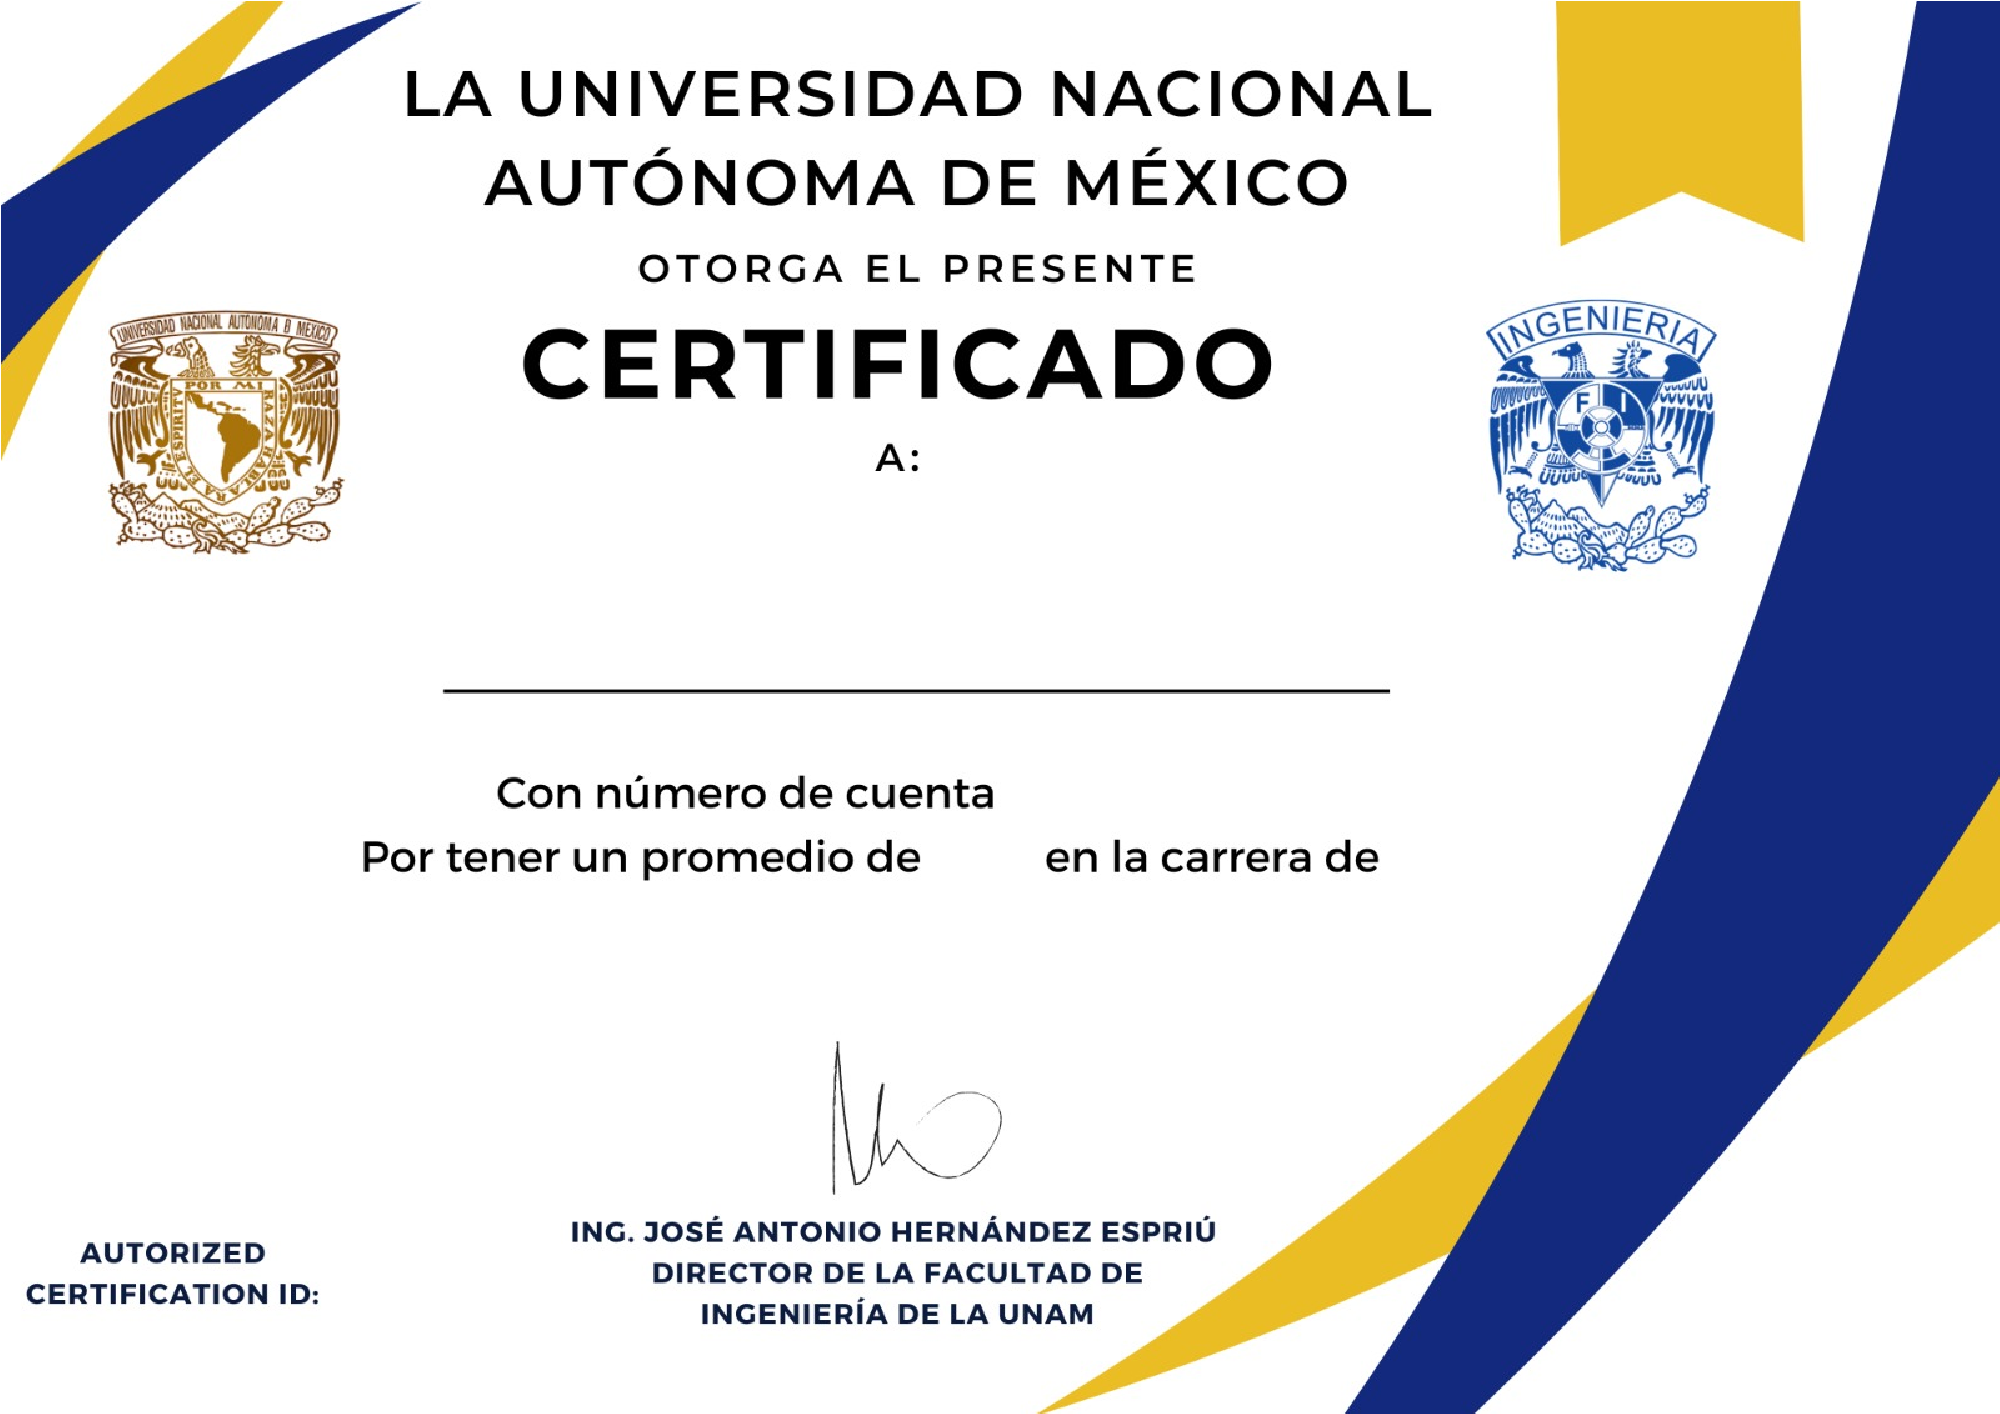 LA UNIVERSIDAD NACIONAL
AUTÓNOMA DE MÉXICO
OTORGA EL PRESENTE
CERTIFICADO
A:
UNIVERSIDAD NACIONAL AUTONOMA D MEXICO
POR MI RAZA HABLARA EL ESPIRITU
INGENIERIA
F I
Con número de cuenta
Por tener un promedio de en la carrera de
ING. JOSÉ ANTONIO HERNÁNDEZ ESPRIÚ
DIRECTOR DE LA FACULTAD DE
INGENIERÍA DE LA UNAM
AUTORIZED
CERTIFICATION ID: